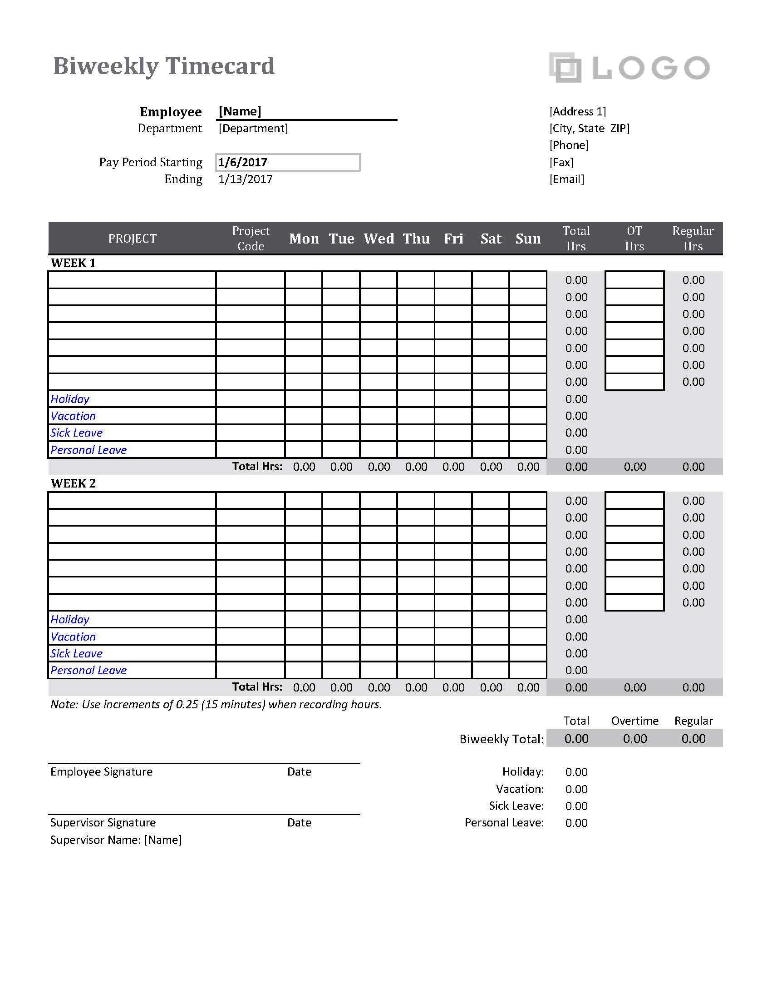 Biweekly Timecard
LOGO
Employee [Name] [Address 1]
Department [Department] [City, State  ZIP]
[Phone]
Pay Period Starting 1/6/2017 [Fax]
Ending 1/13/2017 [Email]
PROJECT Project Code Mon Tue Wed Thu Fri Sat Sun Total Hrs OT Hrs Regular Hrs
WEEK 1
0.00 0.00
0.00 0.00
0.00 0.00
0.00 0.00
0.00 0.00
0.00 0.00
0.00 0.00
Holiday 0.00
Vacation 0.00
Sick Leave 0.00
Personal Leave 0.00
Total Hrs: 0.00 0.00 0.00 0.00 0.00 0.00 0.00 0.00 0.00 0.00
WEEK 2
0.00 0.00
0.00 0.00
0.00 0.00
0.00 0.00
0.00 0.00
0.00 0.00
0.00 0.00
Holiday 0.00
Vacation 0.00
Sick Leave 0.00
Personal Leave 0.00
Total Hrs: 0.00 0.00 0.00 0.00 0.00 0.00 0.00 0.00 0.00 0.00
Note: Use increments of 0.25 (15 minutes) when recording hours.
Total Overtime Regular
Biweekly Total: 0.00 0.00 0.00
Employee Signature Date Holiday: 0.00
Vacation: 0.00
Sick Leave: 0.00
Supervisor Signature Date Personal Leave: 0.00
Supervisor Name: [Name]